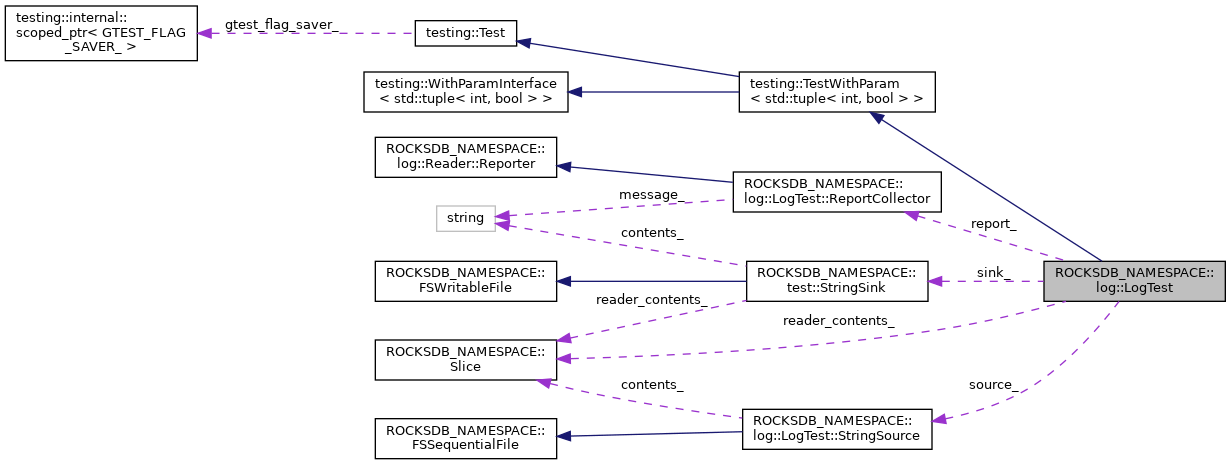 testing::internal::
scoped_ptr< GTEST_FLAG
_SAVER_ >
gtest_flag_saver_
testing::Test
testing::WithParamInterface
< std::tuple< int, bool > >
testing::TestWithParam
< std::tuple< int, bool > >
ROCKSDB_NAMESPACE::
log::Reader::Reporter
ROCKSDB_NAMESPACE::
log::LogTest::ReportCollector
message_
string
contents_
report_
ROCKSDB_NAMESPACE::
FSWritableFile
ROCKSDB_NAMESPACE::
test::StringSink
sink_
ROCKSDB_NAMESPACE::
log::LogTest
reader_contents_
reader_contents_
ROCKSDB_NAMESPACE::
Slice
contents_
source_
ROCKSDB_NAMESPACE::
log::LogTest::StringSource
ROCKSDB_NAMESPACE::
FSSequentialFile